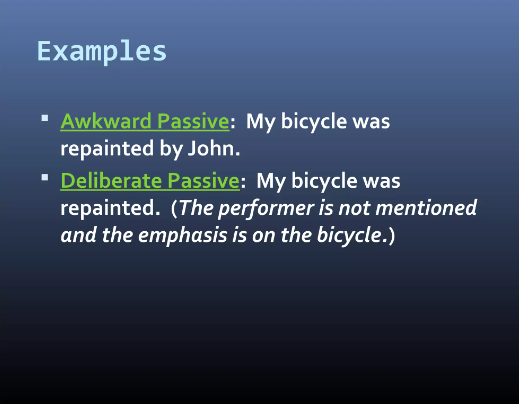 Examples
▪ Awkward Passive:  My bicycle was
repainted by John.
▪ Deliberate Passive:  My bicycle was
repainted.  (The performer is not mentioned
and the emphasis is on the bicycle.)